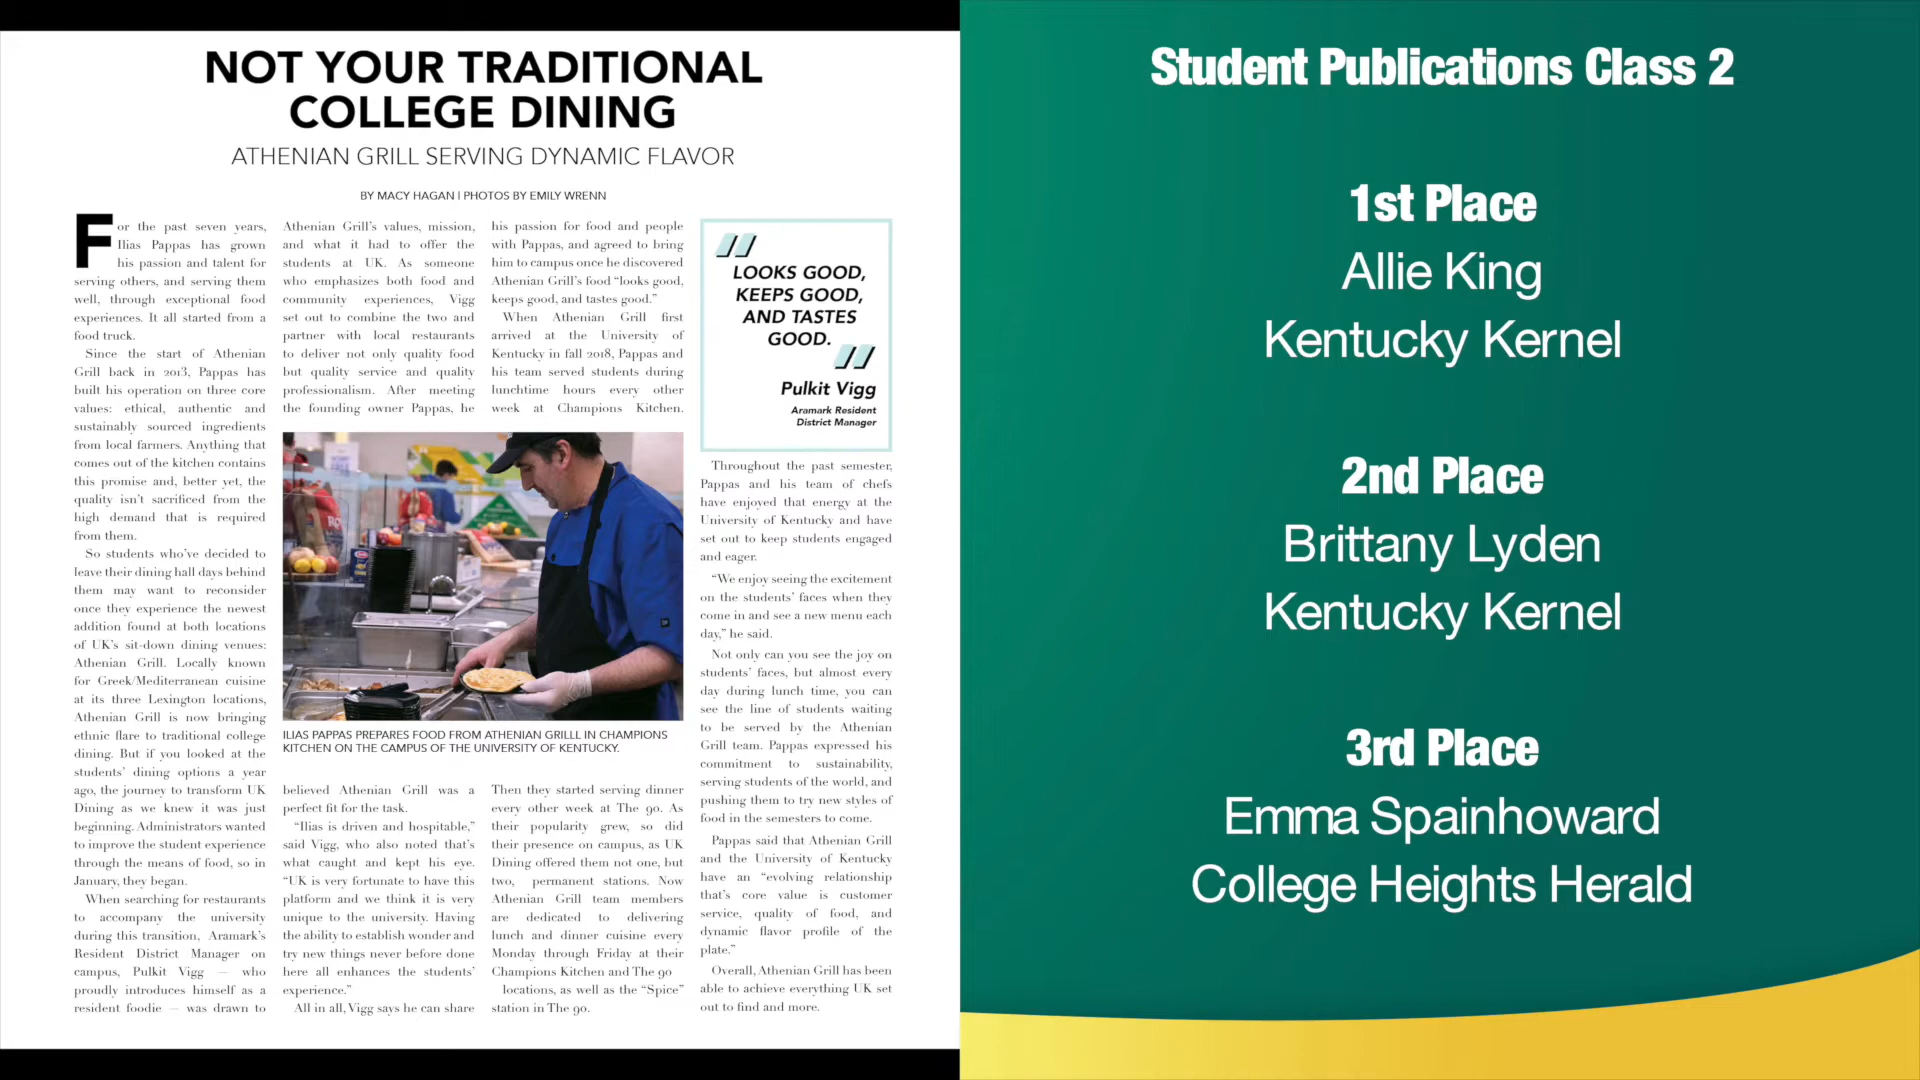 NOT YOUR TRADITIONAL
COLLEGE DINING
ATHENIAN GRILL SERVING DYNAMIC FLAVOR
BY MACY HAGAN | PHOTOS BY EMILY WRENN
For the past seven years,
Ilias Pappas has grown
his passion and talent for
serving others, and serving them
well, through exceptional food
experiences. It all started from a
food truck.
Since the start of Athenian
Grill back in 2013, Pappas has
built his operation on three core
values: ethical, authentic and
sustainably sourced ingredients
from local farmers. Anything that
comes out of the kitchen contains
this promise and, better yet, the
quality isn't sacrificed from the
high demand that is required
from them.
So students who've decided to
leave their dining hall days behind
them may want to reconsider
once they experience the newest
addition found at both locations
of UK's sit-down dining venues:
Athenian Grill. Locally known
for Greek/Mediterranean cuisine
at its three Lexington locations,
Athenian Grill is now bringing
ethnic flare to traditional college
dining. But if you looked at the
students' dining options a year
ago, the journey to transform UK
Dining as we knew it was just
beginning. Administrators wanted
to improve the student experience
through the means of food, so in
January, they began.
When searching for restaurants
to accompany the university
during this transition, Aramark's
Resident District Manager on
campus, Pulkit Vigg — who
proudly introduces himself as a
resident foodie — was drawn to
Athenian Grill's values, mission,
and what it had to offer the
students at UK. As someone
who emphasizes both food and
community experiences, Vigg
set out to combine the two and
partner with local restaurants
to deliver not only quality food
but quality service and quality
professionalism. After meeting
the founding owner Pappas, he
believed Athenian Grill was a
perfect fit for the task.
"Ilias is driven and hospitable,"
said Vigg, who also noted that's
what caught and kept his eye.
"UK is very fortunate to have this
platform and we think it is very
unique to the university. Having
the ability to establish wonder and
try new things never before done
here all enhances the students'
experience."
All in all, Vigg says he can share
his passion for food and people
with Pappas, and agreed to bring
him to campus once he discovered
Athenian Grill's food "looks good,
keeps good, and tastes good."
When Athenian Grill first
arrived at the University of
Kentucky in fall 2018, Pappas and
his team served students during
lunchtime hours every other
week at Champions Kitchen.
ILIAS PAPPAS PREPARES FOOD FROM ATHENIAN GRILLL IN CHAMPIONS
KITCHEN ON THE CAMPUS OF THE UNIVERSITY OF KENTUCKY.
Then they started serving dinner
every other week at The 90. As
their popularity grew, so did
their presence on campus, as UK
Dining offered them not one, but
two, permanent stations. Now
Athenian Grill team members
are dedicated to delivering
lunch and dinner cuisine every
Monday through Friday at their
Champions Kitchen and The 90
locations, as well as the "Spice"
station in The 90.
"LOOKS GOOD,
KEEPS GOOD,
AND TASTES
GOOD."
Pulkit Vigg
Aramark Resident
District Manager
Throughout the past semester,
Pappas and his team of chefs
have enjoyed that energy at the
University of Kentucky and have
set out to keep students engaged
and eager.
"We enjoy seeing the excitement
on the students' faces when they
come in and see a new menu each
day," he said.
Not only can you see the joy on
students' faces, but almost every
day during lunch time, you can
see the line of students waiting
to be served by the Athenian
Grill team. Pappas expressed his
commitment to sustainability,
serving students of the world, and
pushing them to try new styles of
food in the semesters to come.
Pappas said that Athenian Grill
and the University of Kentucky
have an "evolving relationship
that's core value is customer
service, quality of food, and
dynamic flavor profile of the
plate."
Overall, Athenian Grill has been
able to achieve everything UK set
out to find and more.
Student Publications Class 2
1st Place
Allie King
Kentucky Kernel
2nd Place
Brittany Lyden
Kentucky Kernel
3rd Place
Emma Spainhoward
College Heights Herald